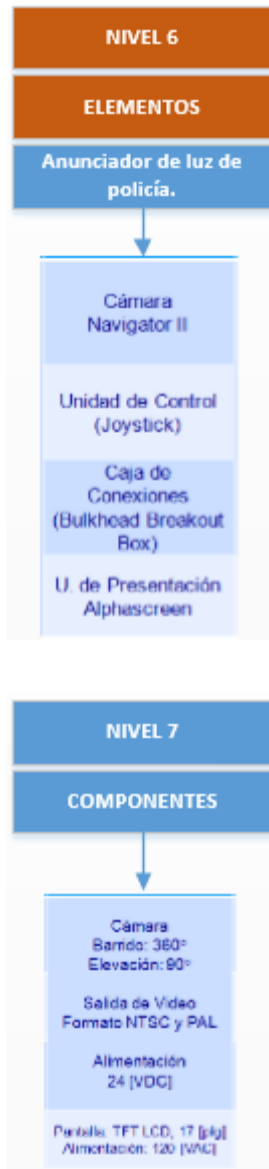 NIVEL 6
ELEMENTOS
Anunciador de luz de
policía.
Cámara
Navigator II
Unidad de Control
(Joystick)
Caja de
Conexiones
(Bulkhead Breakout
Box)
U. de Presentación
Alphascreen
NIVEL 7
COMPONENTES
Cámara
Barrido: 360°
Elevación: 90°
Salida de Video
Formato NTSC y PAL
Alimentación
24 [VDC]
Pantalla: TFT LCD, 17 [plg]
Alimentación: 120 [VAC]